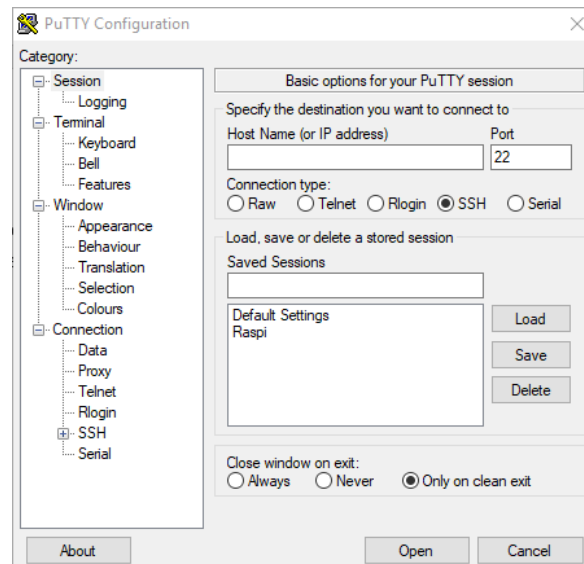 PuTTY Configuration
Category:
Session
Logging
Terminal
Keyboard
Bell
Features
Window
Appearance
Behaviour
Translation
Selection
Colours
Connection
Data
Proxy
Telnet
Rlogin
SSH
Serial
Basic options for your PuTTY session
Specify the destination you want to connect to
Host Name (or IP address) Port
22
Connection type:
Raw Telnet Rlogin SSH Serial
Load, save or delete a stored session
Saved Sessions
Default Settings
Raspi
Load
Save
Delete
Close window on exit:
Always Never Only on clean exit
About Open Cancel